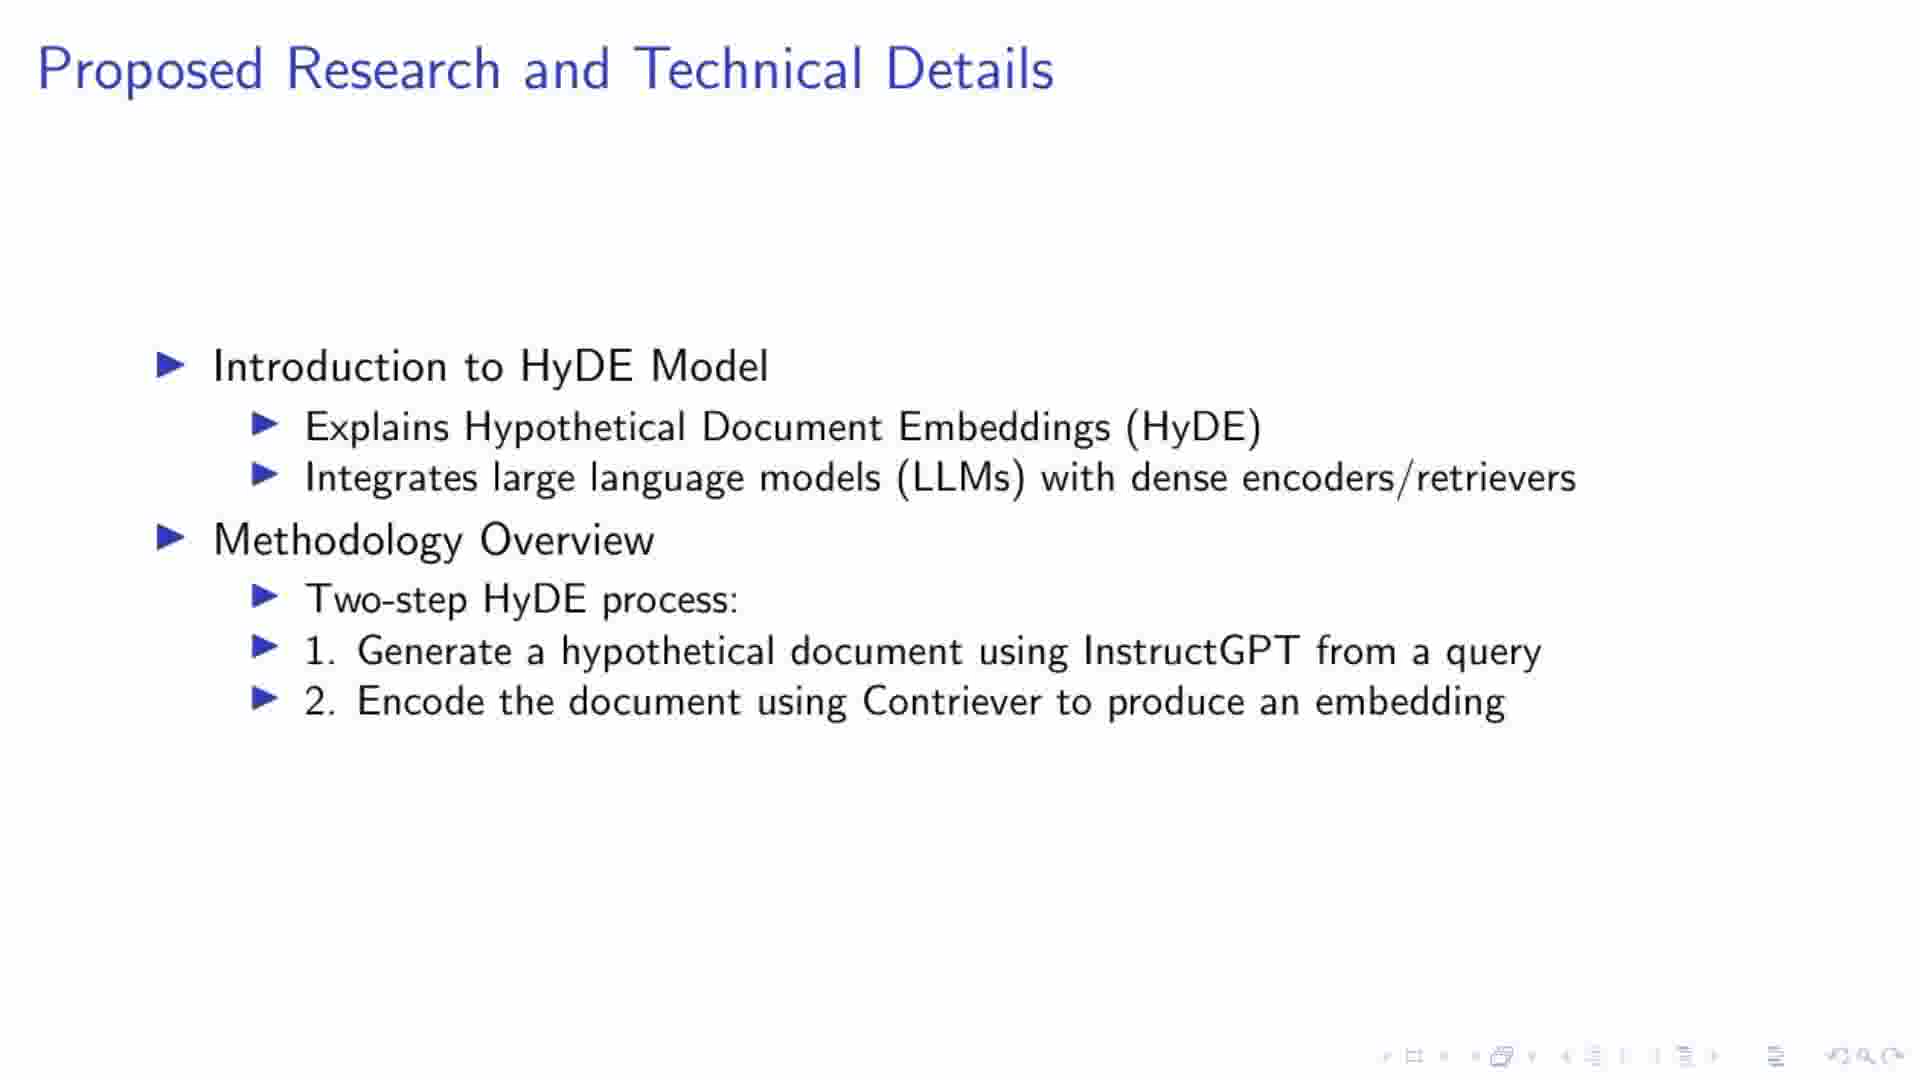 Proposed Research and Technical Details
Introduction to HyDE Model
Explains Hypothetical Document Embeddings (HyDE)
Integrates large language models (LLMs) with dense encoders/retrievers
Methodology Overview
Two-step HyDE process:
1. Generate a hypothetical document using InstructGPT from a query
2. Encode the document using Contriever to produce an embedding